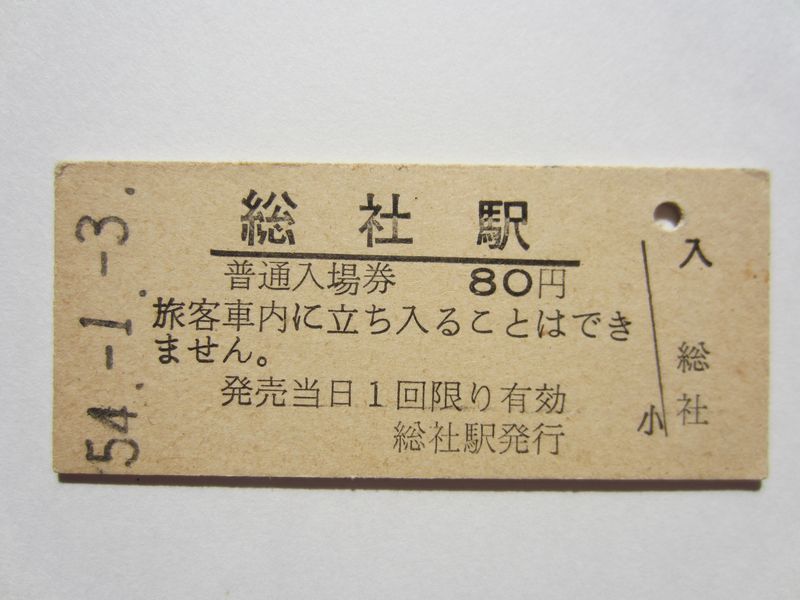 総社駅
普通入場券 80円
旅客車内に立ち入ることはでき
ません。
発売当日1回限り有効
総社駅発行
54.-1.-3.
入 総社
小